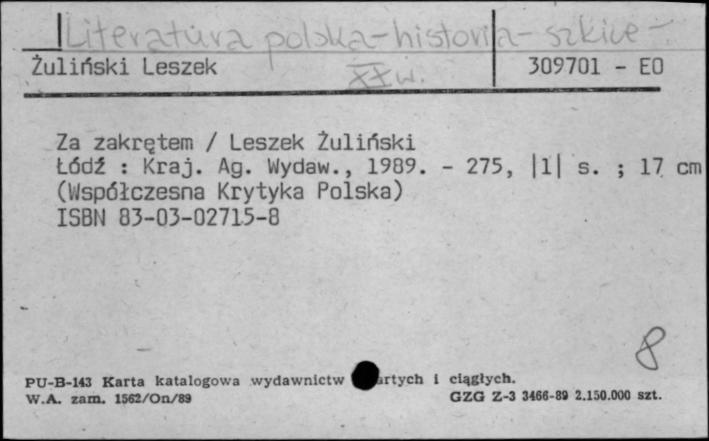 Literatura polska - historia - szkice -
XX w.
Żuliński Leszek 309701 - EO
Za zakrętem / Leszek Żuliński
Łódź : Kraj. Ag. Wydaw., 1989. - 275, |1| s. ; 17 cm
(Współczesna Krytyka Polska)
ISBN 83-03-02715-8
8
PU-B-143 Karta katalogowa wydawnictw artych i ciągłych.
W.A. zam. 1562/On/89 GZG Z-3 3466-89 2.150.000 szt.